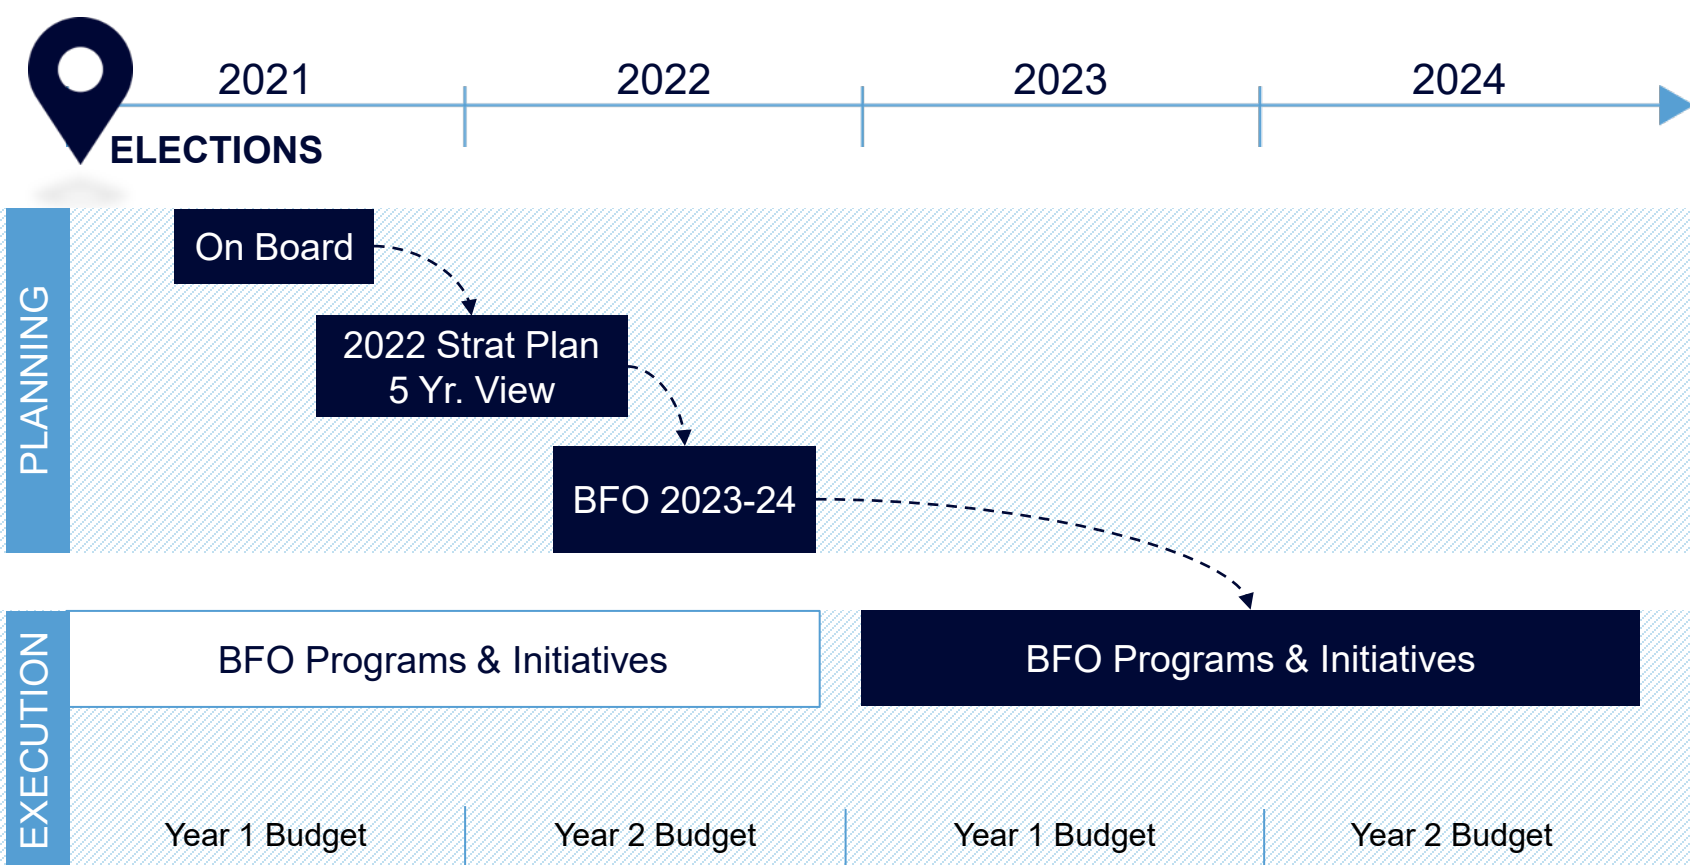 2021
2022
2023
2024
ELECTIONS
PLANNING
On Board
2022 Strat Plan
5 Yr. View
BFO 2023-24
EXECUTION
BFO Programs & Initiatives
BFO Programs & Initiatives
Year 1 Budget
Year 2 Budget
Year 1 Budget
Year 2 Budget